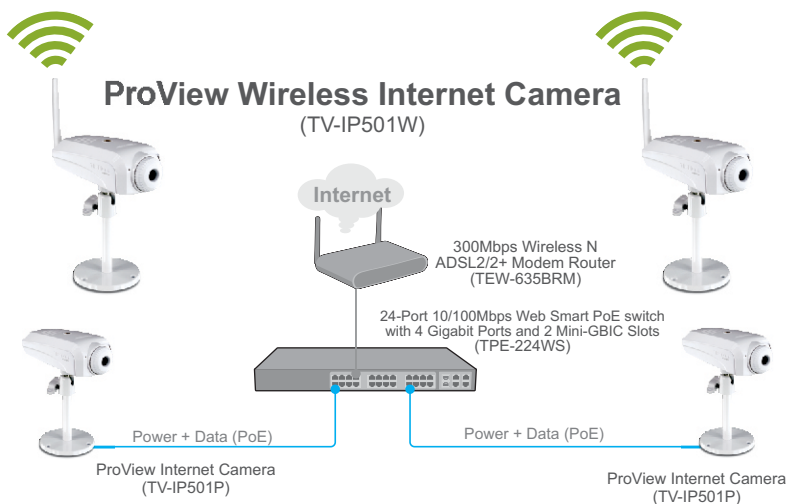 ProView Wireless Internet Camera
(TV-IP501W)
Internet
300Mbps Wireless N
ADSL2/2+ Modem Router
(TEW-635BRM)
24-Port 10/100Mbps Web Smart PoE switch
with 4 Gigabit Ports and 2 Mini-GBIC Slots
(TPE-224WS)
Power + Data (PoE)
Power + Data (PoE)
ProView Internet Camera
(TV-IP501P)
ProView Internet Camera
(TV-IP501P)